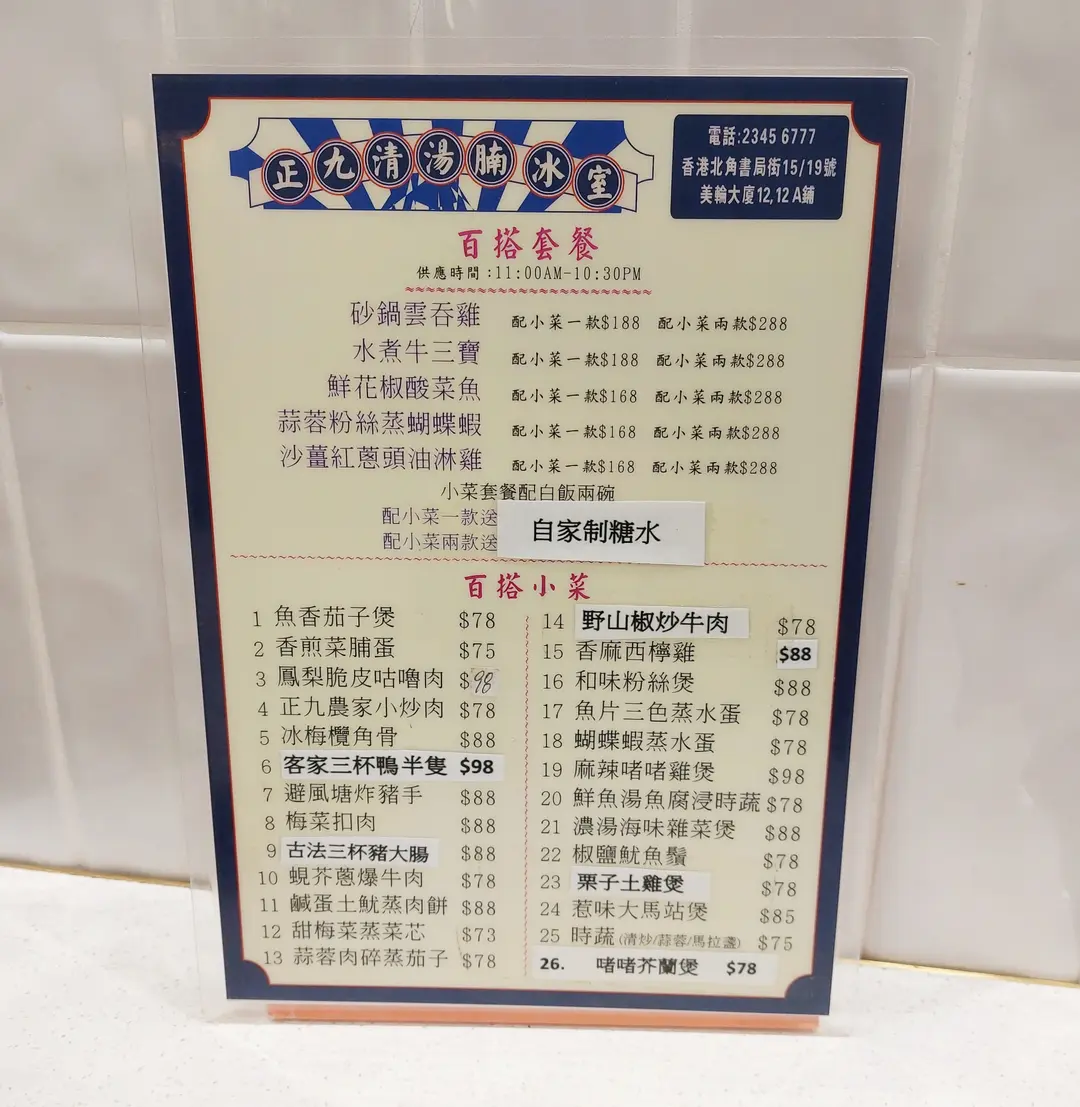 正九清湯腩冰室
電話:2345 6777
香港北角書局街15/19號
美輪大廈12,12A鋪
百搭套餐
供應時間:11:00AM-10:30PM
砂鍋雲吞雞 配小菜一款$188 配小菜兩款$288
水煮牛三寶 配小菜一款$188 配小菜兩款$288
鮮花椒酸菜魚 配小菜一款$168 配小菜兩款$288
蒜蓉粉絲蒸蝴蝶蝦 配小菜一款$168 配小菜兩款$288
沙薑紅蔥頭油淋雞 配小菜一款$168 配小菜兩款$288
小菜套餐配白飯兩碗
配小菜一款送
配小菜兩款送
自家制糖水
百搭小菜
1 魚香茄子煲 $78
2 香煎菜脯蛋 $75
3 鳳梨脆皮咕嚕肉 $98
4 正九農家小炒肉 $78
5 冰梅欖角骨 $88
6 客家三杯鴨半隻 $98
7 避風塘炸豬手 $88
8 梅菜扣肉 $88
9 古法三杯豬大腸 $88
10 蜆芥蔥爆牛肉 $78
11 鹹蛋土魷蒸肉餅 $88
12 甜梅菜蒸菜芯 $73
13 蒜蓉肉碎蒸茄子 $78
14 野山椒炒牛肉 $78
15 香麻西檸雞 $88
16 和味粉絲煲 $88
17 魚片三色蒸水蛋 $78
18 蝴蝶蝦蒸水蛋 $78
19 麻辣啫啫雞煲 $98
20 鮮魚湯魚腐浸時蔬 $78
21 濃湯海味雜菜煲 $88
22 椒鹽魷魚鬚 $78
23 栗子土雞煲 $78
24 惹味大馬站煲 $85
25 時蔬(清炒/蒜蓉/馬拉盞) $75
26. 啫啫芥蘭煲 $78